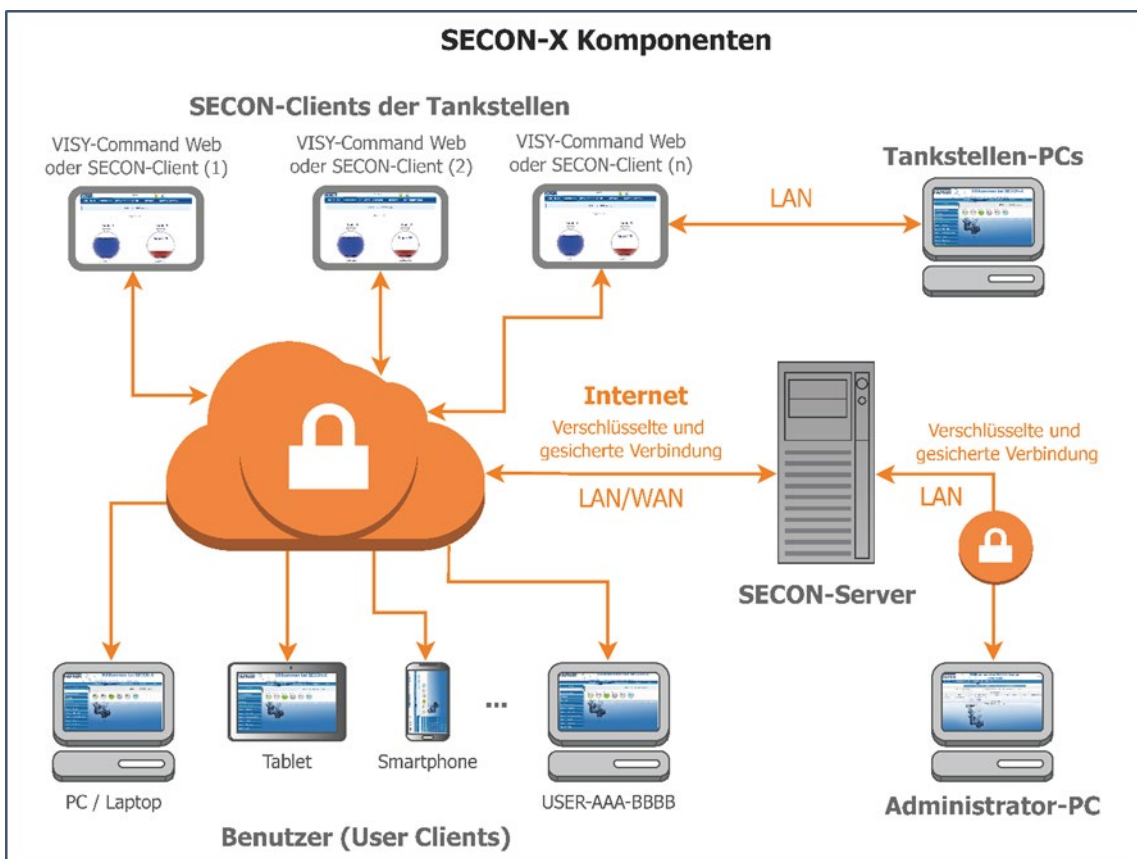 SECON-X Komponenten
SECON-Clients der Tankstellen
VISY-Command Web
oder SECON-Client (1)
VISY-Command Web
oder SECON-Client (2)
VISY-Command Web
oder SECON-Client (n)
Tankstellen-PCs
LAN
Internet
Verschlüsselte und
gesicherte Verbindung
LAN/WAN
Verschlüsselte und
gesicherte Verbindung
LAN
SECON-Server
...
PC / Laptop
Tablet
Smartphone
USER-AAA-BBBB
Administrator-PC
Benutzer (User Clients)